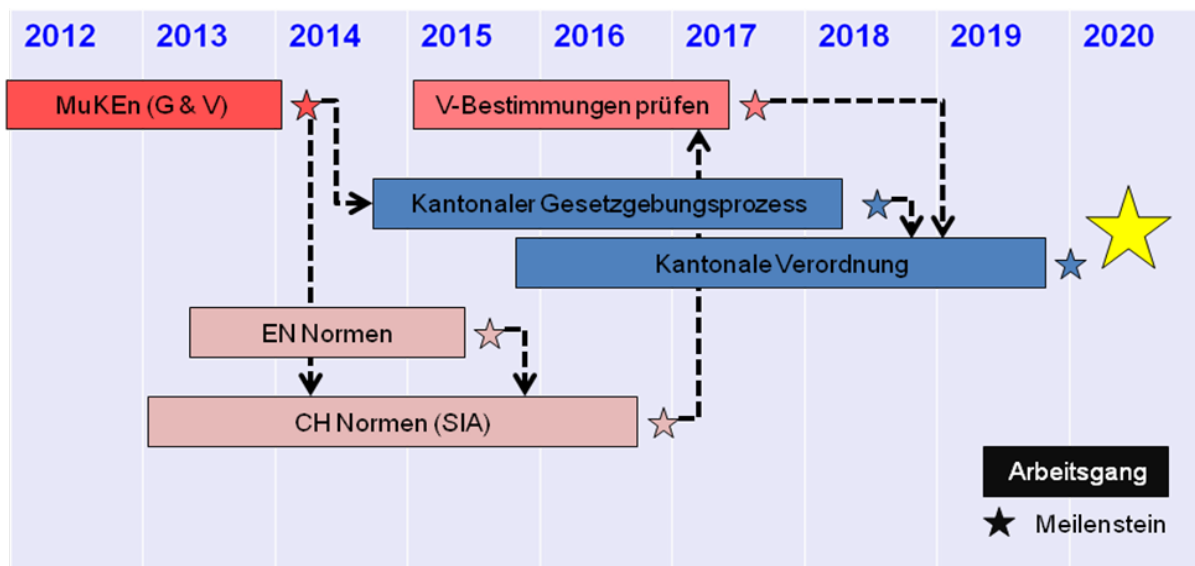 2012 2013 2014 2015 2016 2017 2018 2019 2020
MuKEn (G & V)
V-Bestimmungen prüfen
Kantonaler Gesetzgebungsprozess
Kantonale Verordnung
EN Normen
CH Normen (SIA)
Arbeitsgang
Meilenstein